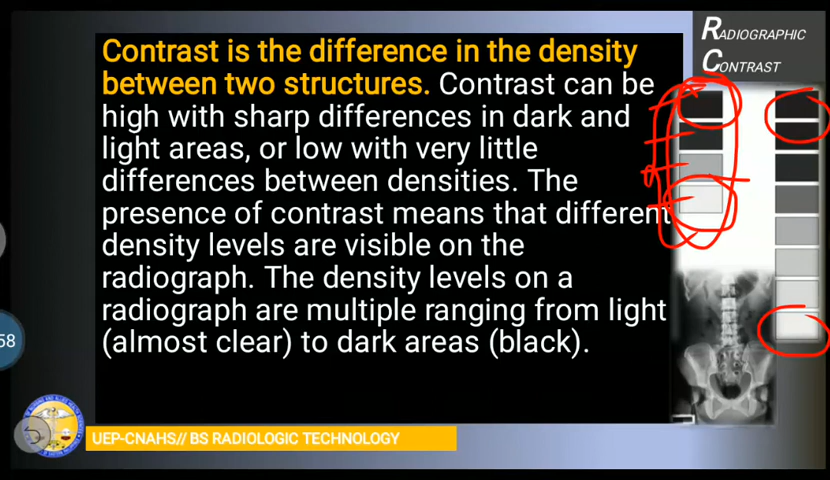 RADIOGRAPHIC
CONTRAST
Contrast is the difference in the density
between two structures. Contrast can be
high with sharp differences in dark and
light areas, or low with very little
differences between densities. The
presence of contrast means that different
density levels are visible on the
radiograph. The density levels on a
radiograph are multiple ranging from light
(almost clear) to dark areas (black).
58
UEP-CNAHS// BS RADIOLOGIC TECHNOLOGY